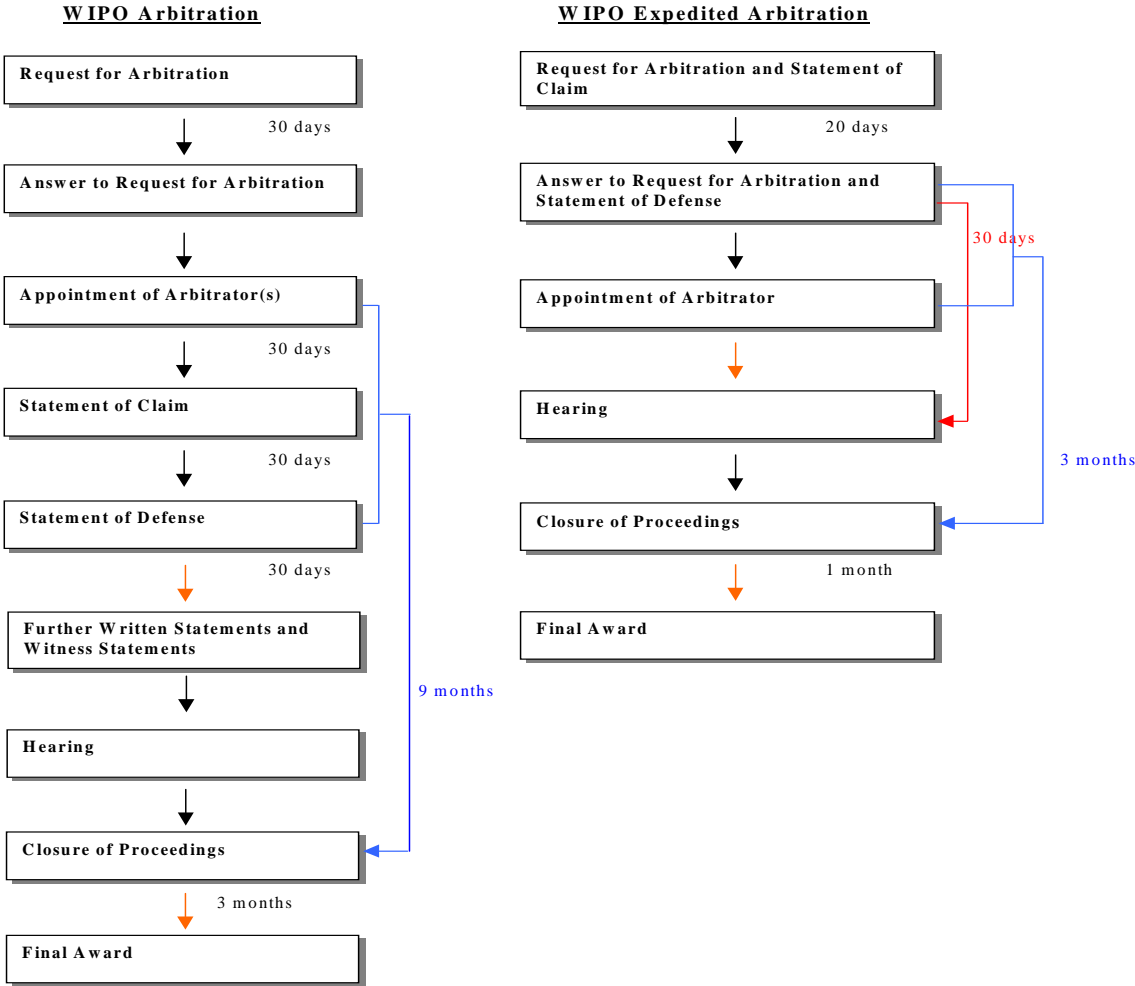 WIPO Arbitration
Request for Arbitration
30 days
Answer to Request for Arbitration
Appointment of Arbitrator(s)
30 days
Statement of Claim
30 days
Statement of Defense
30 days
Further Written Statements and
Witness Statements
9 months
Hearing
Closure of Proceedings
3 months
Final Award
WIPO Expedited Arbitration
Request for Arbitration and Statement of
Claim
20 days
Answer to Request for Arbitration and
Statement of Defense
30 days
Appointment of Arbitrator
Hearing
3 months
Closure of Proceedings
1 month
Final Award